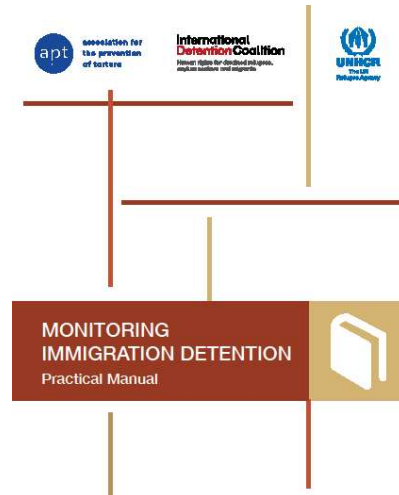 apt
association for
the prevention
of torture
International
Detention Coalition
Human rights for detained refugees,
asylum seekers and migrants
UNHCR
The UN
Refugee Agency
MONITORING
IMMIGRATION DETENTION
Practical Manual